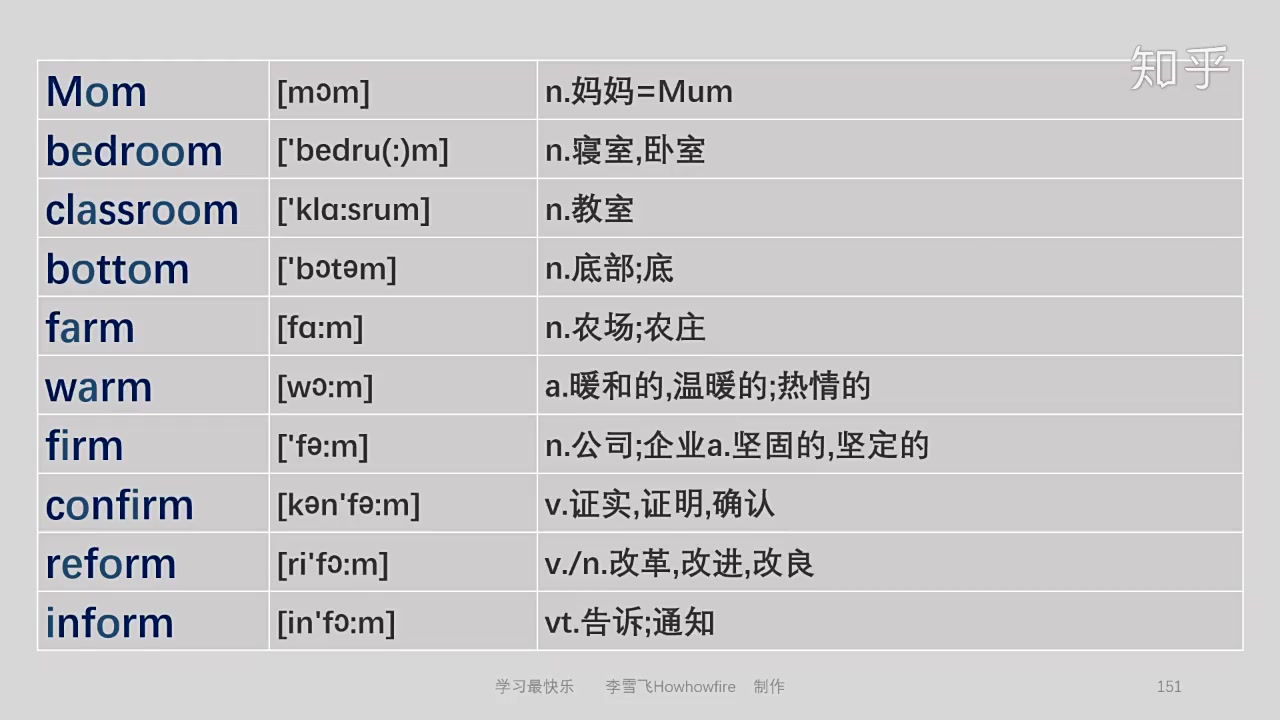 知乎
Mom [mɔm] n.妈妈=Mum
bedroom ['bedru(:)m] n.寝室,卧室
classroom ['klɑ:srum] n.教室
bottom ['bɔtəm] n.底部;底
farm [fɑ:m] n.农场;农庄
warm [wɔ:m] a.暖和的,温暖的;热情的
firm ['fə:m] n.公司;企业a.坚固的,坚定的
confirm [kən'fə:m] v.证实,证明,确认
reform [ri'fɔ:m] v./n.改革,改进,改良
inform [in'fɔ:m] vt.告诉;通知
学习最快乐 李雪飞Howhowfire 制作 151